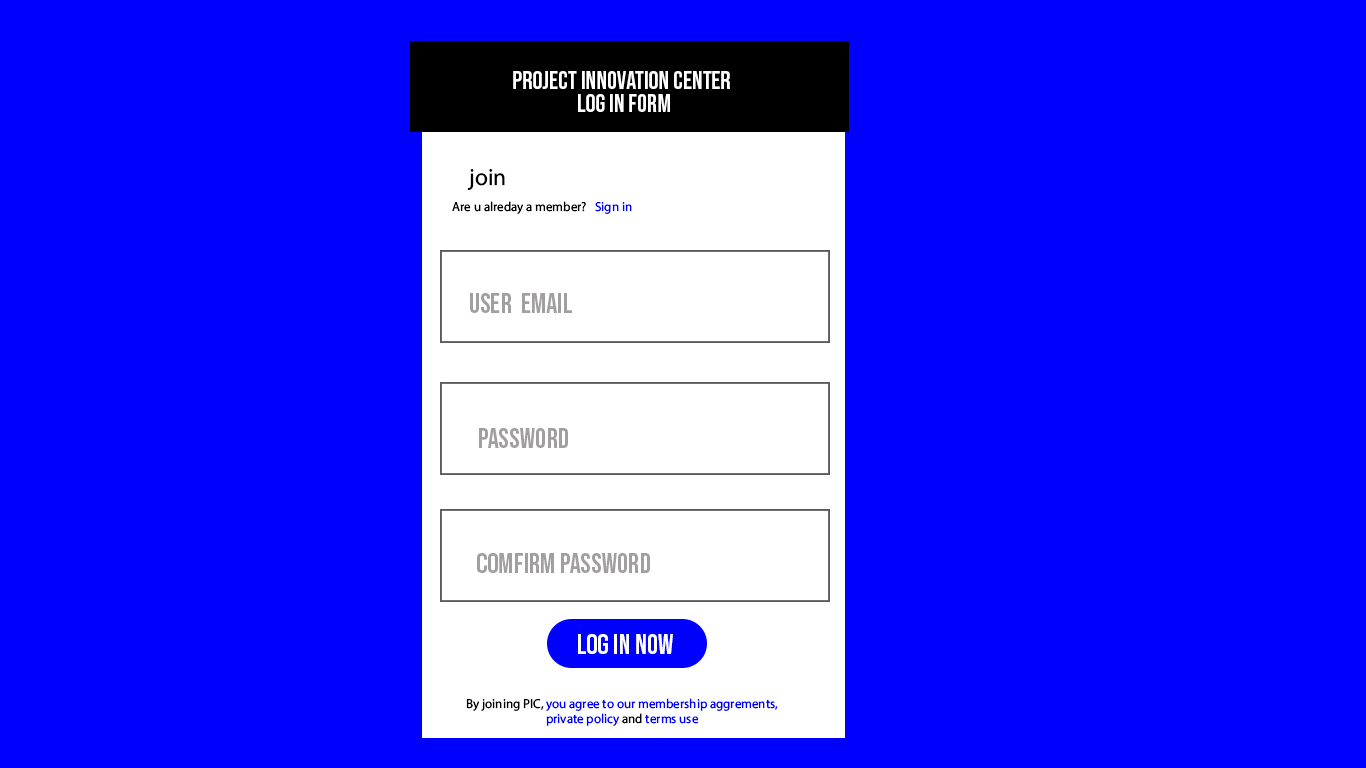 PROJECT INNOVATION CENTER
LOG IN FORM
join
Are u alreday a member? Sign in
USER EMAIL
PASSWORD
COMFIRM PASSWORD
LOG IN NOW
By joining PIC, you agree to our membership aggrements,
private policy and terms use